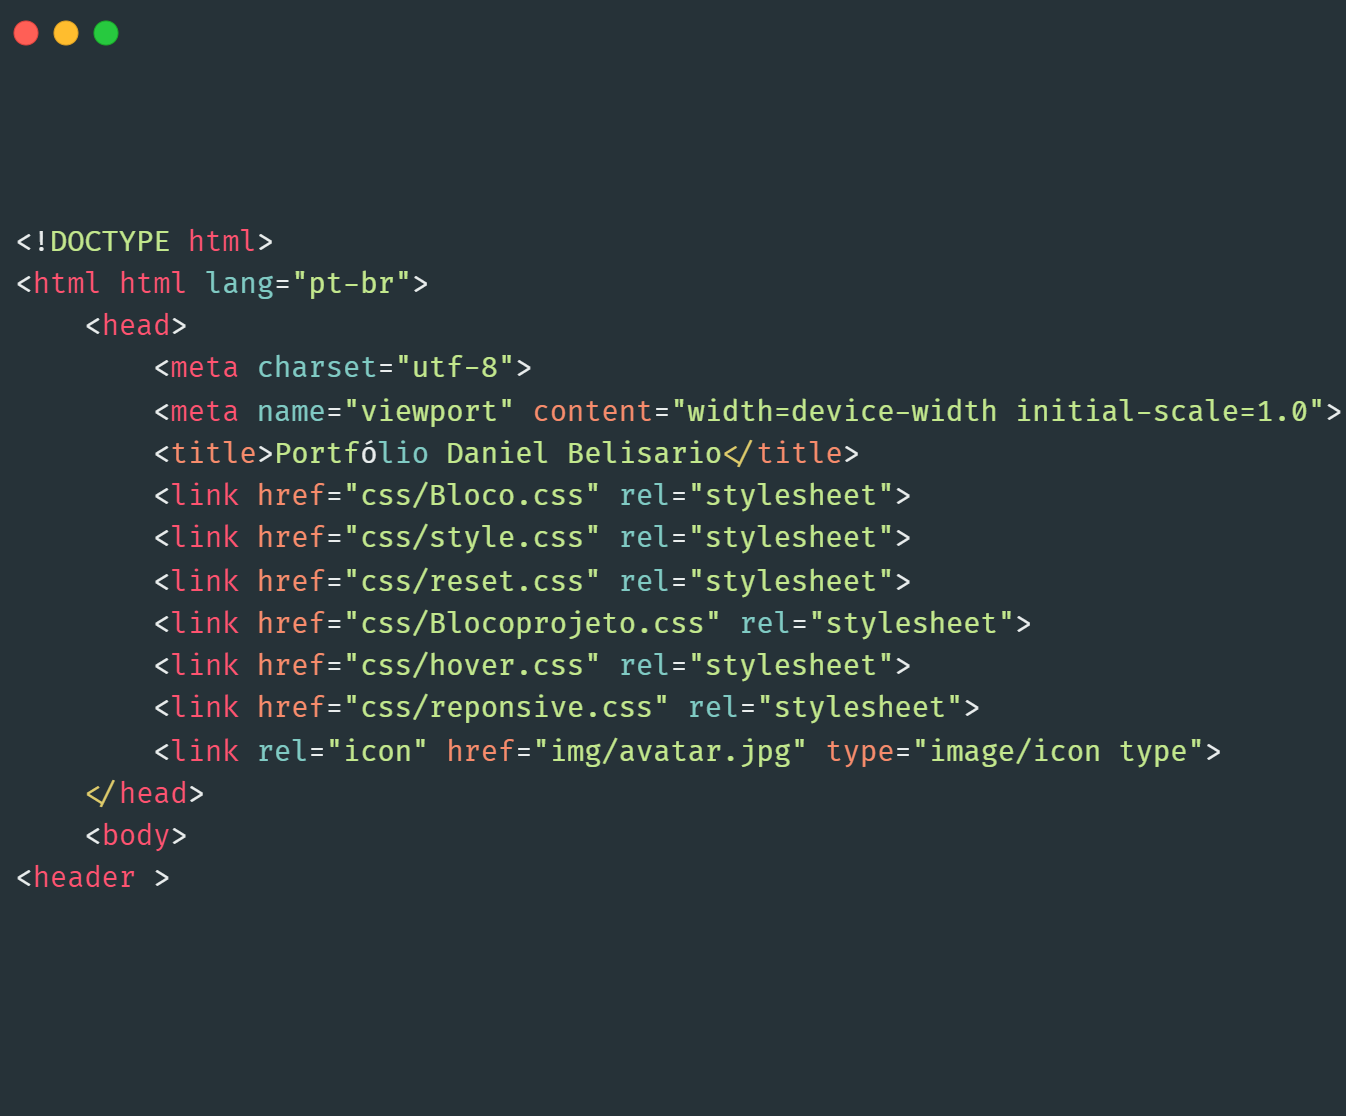 <!DOCTYPE html>
<html html lang="pt-br">
<head>
<meta charset="utf-8">
<meta name="viewport" content="width=device-width initial-scale=1.0">
<title>Portfólio Daniel Belisario</title>
<link href="css/Bloco.css" rel="stylesheet">
<link href="css/style.css" rel="stylesheet">
<link href="css/reset.css" rel="stylesheet">
<link href="css/Blocoprojeto.css" rel="stylesheet">
<link href="css/hover.css" rel="stylesheet">
<link href="css/reponsive.css" rel="stylesheet">
<link rel="icon" href="img/avatar.jpg" type="image/icon type">
</head>
<body>
<header >